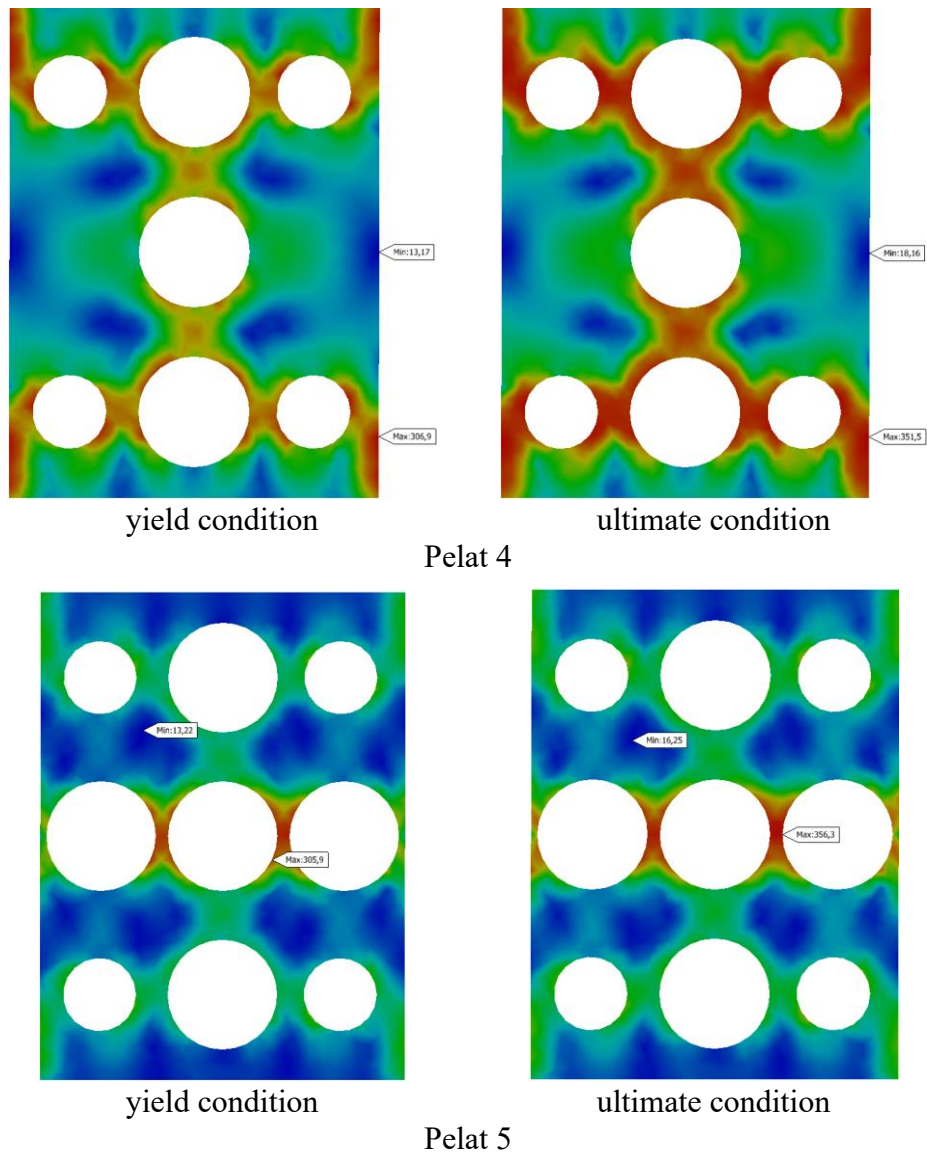 Min:13,17
Min:18,16
Max:306,9
Max:351,5
yield condition
ultimate condition
Pelat 4
Min:13,22
Min:16,25
Max:305,9
Max:356,3
yield condition
ultimate condition
Pelat 5